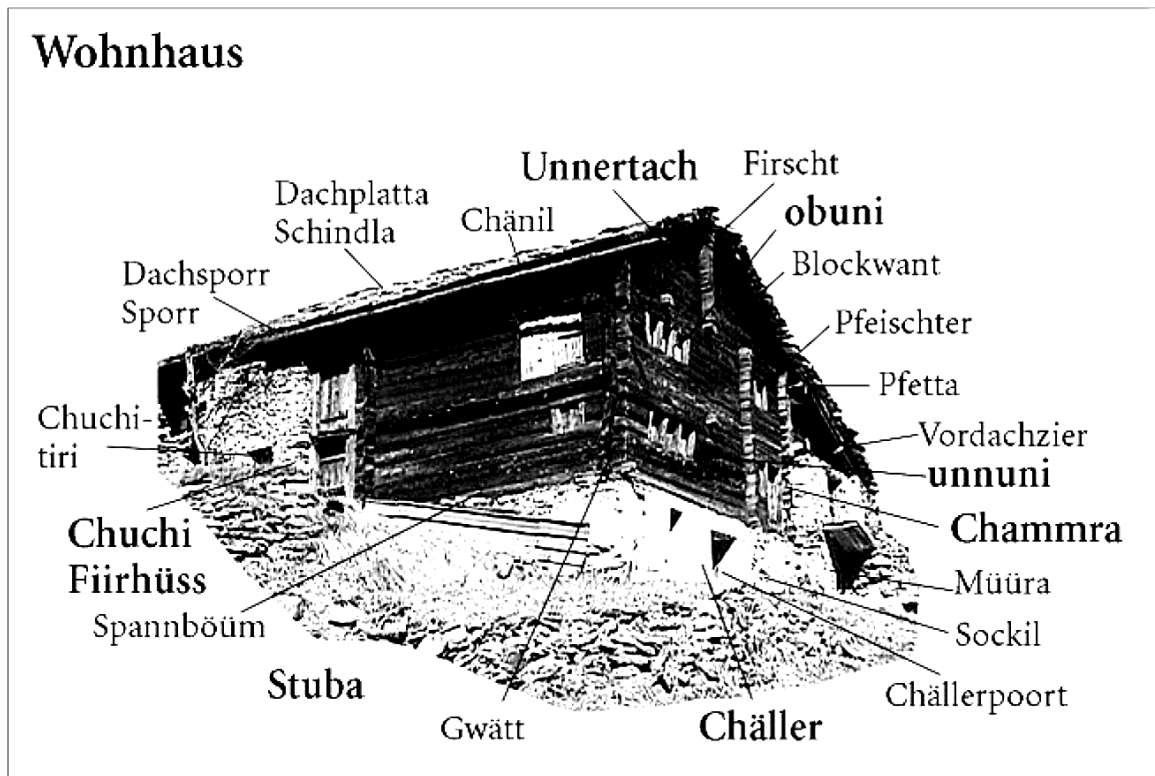 Wohnhaus
Unnertach
Firscht
Dachplatta
Schindla
Chänil
obuni
Blockwant
Dachsporr
Sporr
Pfeischter
Pfetta
Chuchi-
tiri
Vordachzier
unnuni
Chuchi
Fiirhüss
Chammra
Müüra
Spannböüm
Sockil
Stuba
Chällerpoort
Gwätt
Chäller